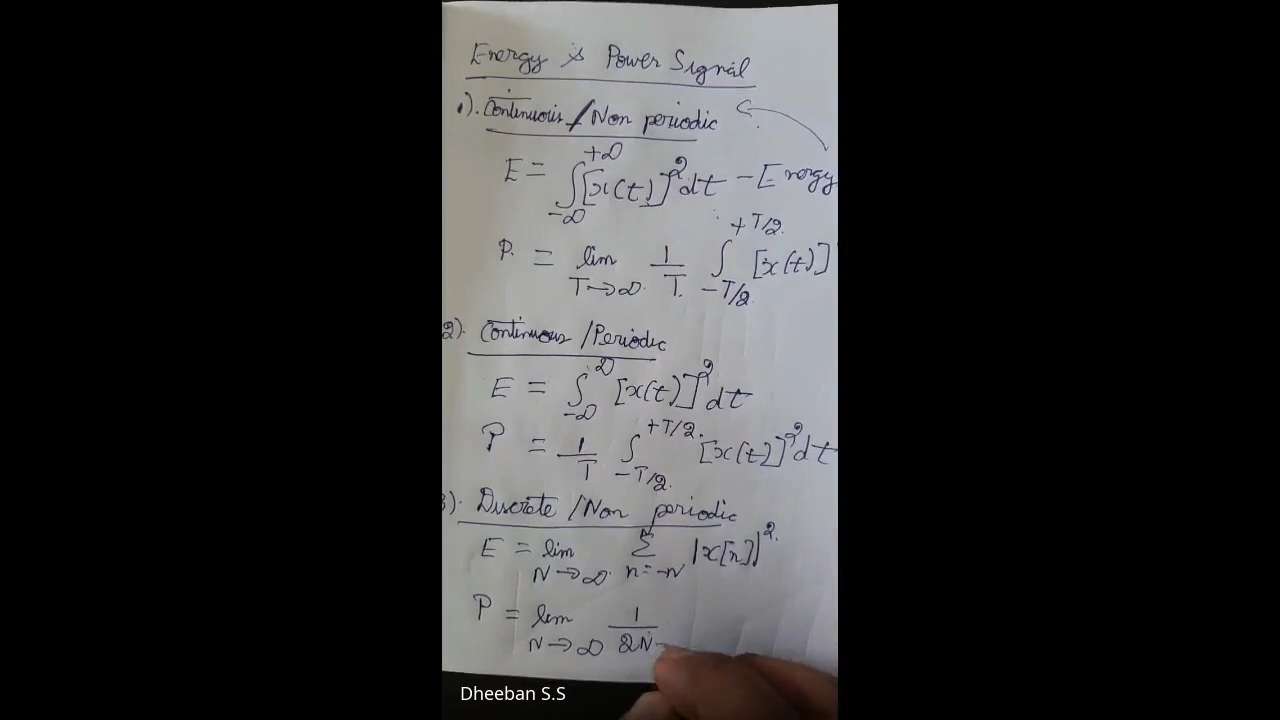 Energy & Power Signal
1). Continuous / Non periodic
E = ∫_{-∞}^{+∞} [x(t)]² dt - Energy
P. = lim_{T→∞} 1/T ∫_{-T/2}^{+T/2} [x(t)]
2). Continuous / Periodic
E = ∫_{-∞}^{∞} [x(t)]² dt
P = 1/T ∫_{-T/2}^{+T/2} [x(t)]² dt
3). Discrete / Non periodic
E = lim_{N→∞} Σ_{n=-N}^{N} |x[n]|²
P = lim_{N→∞} 1/2N
Dheeban S.S